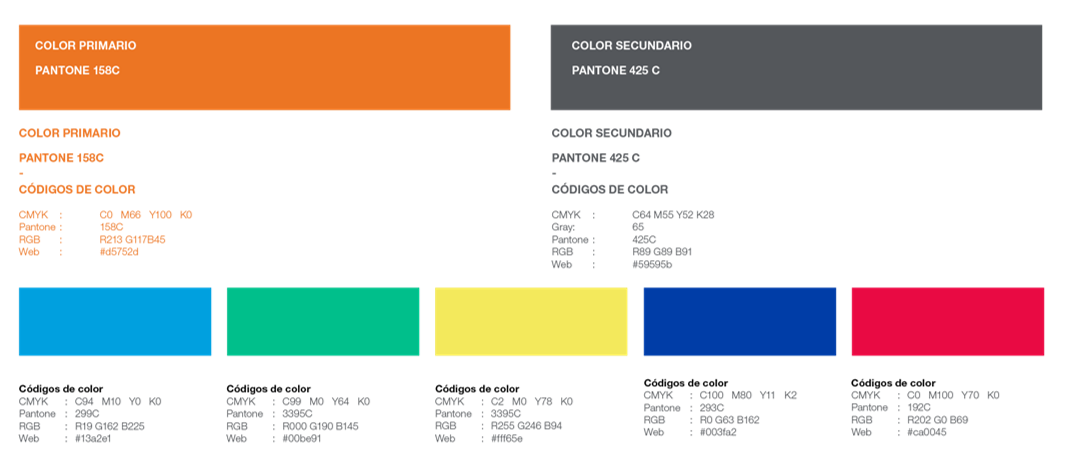 COLOR PRIMARIO
PANTONE 158C
COLOR SECUNDARIO
PANTONE 425 C
COLOR PRIMARIO
PANTONE 158C
-
CÓDIGOS DE COLOR
CMYK : C0 M66 Y100 K0
Pantone : 158C
RGB : R213 G117B45
Web : #d5752d
COLOR SECUNDARIO
PANTONE 425 C
-
CÓDIGOS DE COLOR
CMYK : C64 M55 Y52 K28
Gray: 65
Pantone : 425C
RGB : R89 G89 B91
Web : #59595b
Códigos de color
CMYK : C94 M10 Y0 K0
Pantone : 299C
RGB : R19 G162 B225
Web : #13a2e1
Códigos de color
CMYK : C99 M0 Y64 K0
Pantone : 3395C
RGB : R000 G190 B145
Web : #00be91
Códigos de color
CMYK : C2 M0 Y78 K0
Pantone : 3395C
RGB : R255 G246 B94
Web : #fff65e
Códigos de color
CMYK : C100 M80 Y11 K2
Pantone : 293C
RGB : R0 G63 B162
Web : #003fa2
Códigos de color
CMYK : C0 M100 Y70 K0
Pantone : 192C
RGB : R202 G0 B69
Web : #ca0045